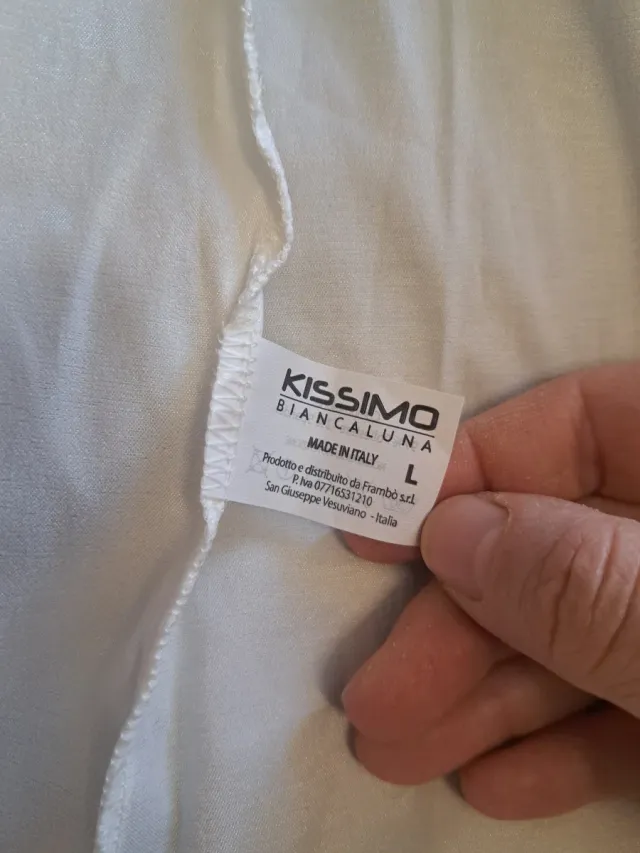 KISSIMO
BIANCALUNA
MADE IN ITALY
L
Prodotto e distribuito da Frambò s.r.l.
P. Iva 07716531210
San Giuseppe Vesuviano - Italia